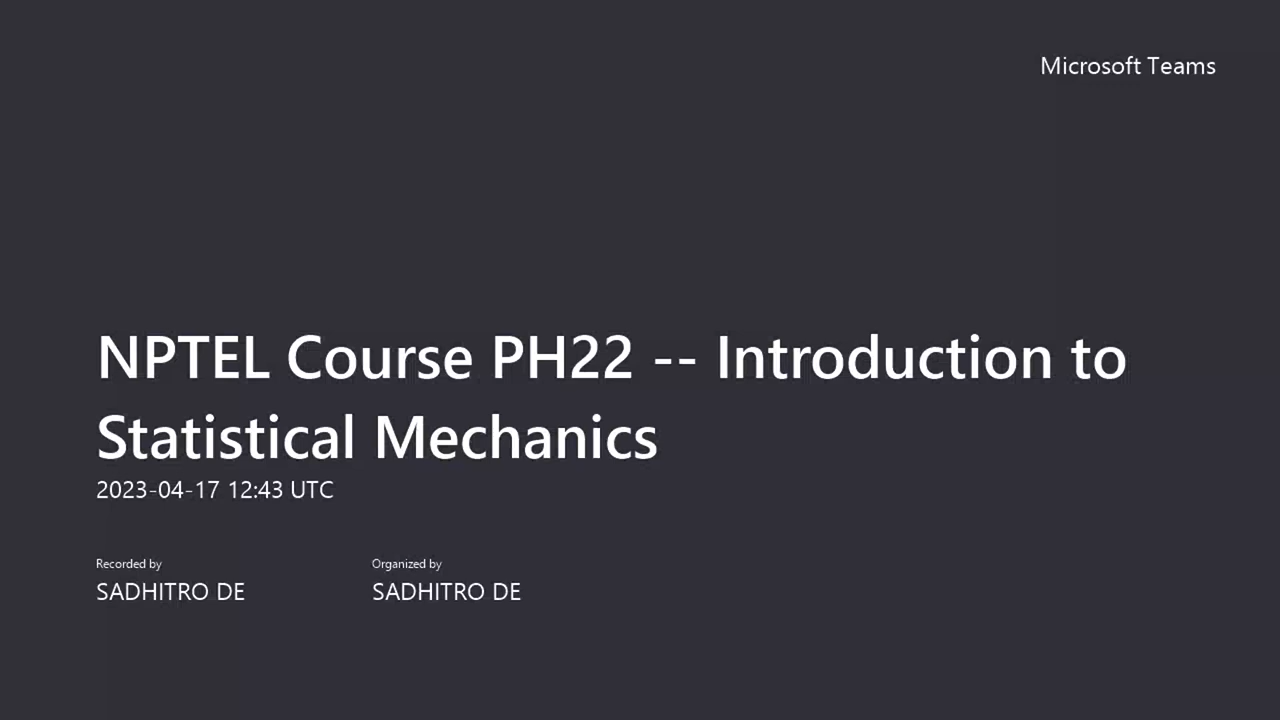 Microsoft Teams
NPTEL Course PH22 -- Introduction to
Statistical Mechanics
2023-04-17 12:43 UTC
Recorded by
SADHITRO DE
Organized by
SADHITRO DE